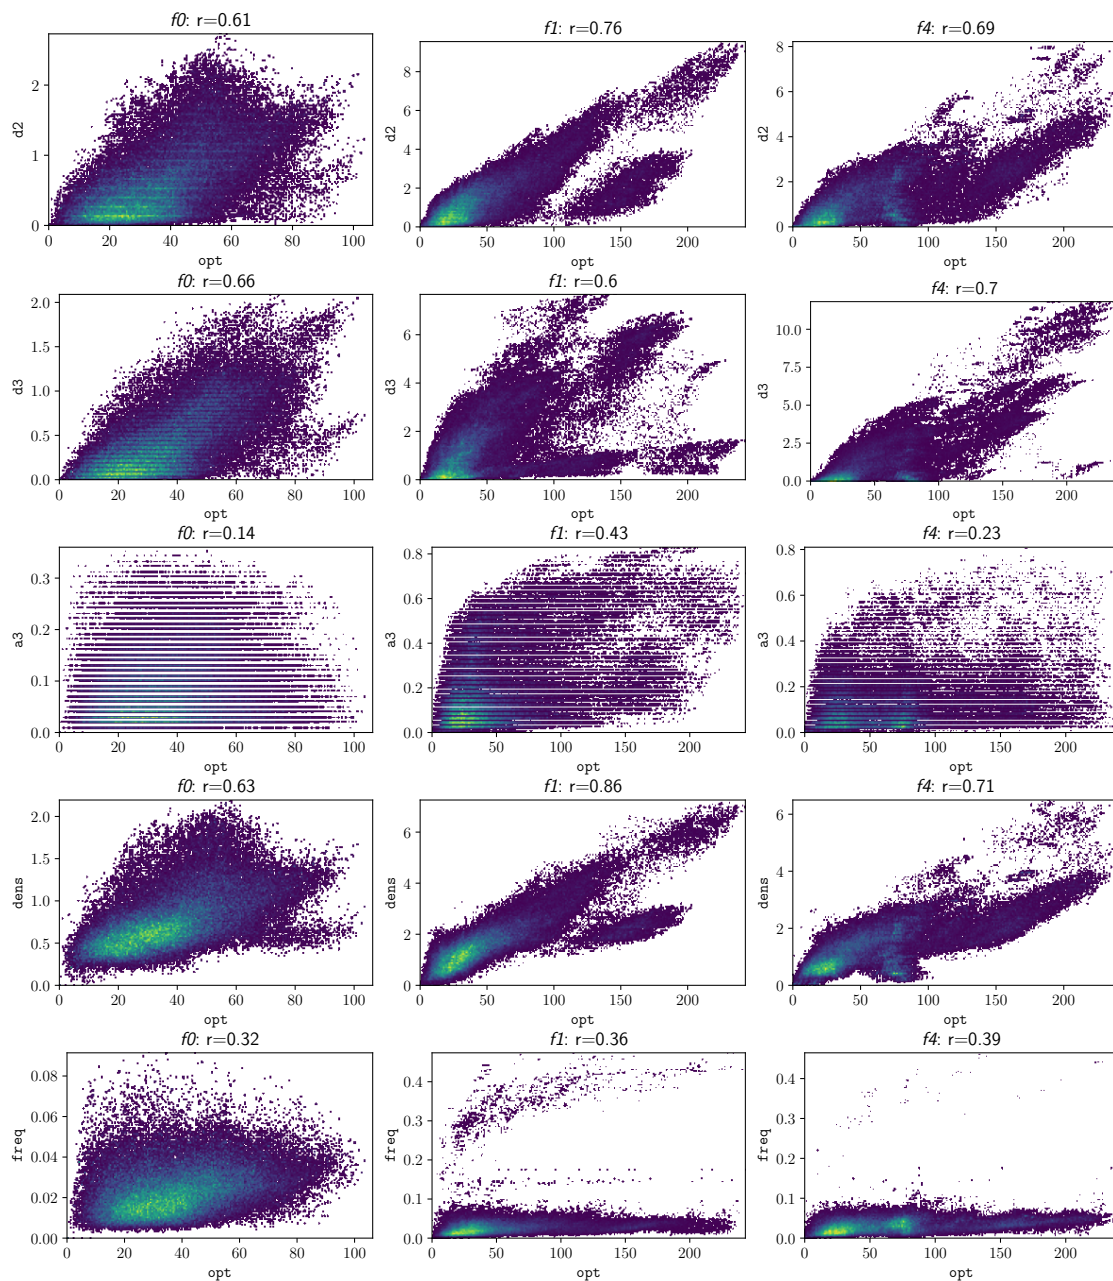 f0: r=0.61
f1: r=0.76
f4: r=0.69
d2
2
1
0
0 20 40 60 80 100
opt
d2
8
6
4
2
0
0 50 100 150 200
opt
d2
8
6
4
2
0
0 50 100 150 200
opt
f0: r=0.66
f1: r=0.6
f4: r=0.7
d3
2.0
1.5
1.0
0.5
0.0
0 20 40 60 80 100
opt
d3
6
4
2
0
0 50 100 150 200
opt
d3
10.0
7.5
5.0
2.5
0.0
0 50 100 150 200
opt
f0: r=0.14
f1: r=0.43
f4: r=0.23
a3
0.3
0.2
0.1
0.0
0 20 40 60 80 100
opt
a3
0.8
0.6
0.4
0.2
0.0
0 50 100 150 200
opt
a3
0.8
0.6
0.4
0.2
0.0
0 50 100 150 200
opt
f0: r=0.63
f1: r=0.86
f4: r=0.71
dens
2.0
1.5
1.0
0.5
0.0
0 20 40 60 80 100
opt
dens
6
4
2
0
0 50 100 150 200
opt
dens
6
4
2
0
0 50 100 150 200
opt
f0: r=0.32
f1: r=0.36
f4: r=0.39
freq
0.08
0.06
0.04
0.02
0.00
0 20 40 60 80 100
opt
freq
0.4
0.3
0.2
0.1
0.0
0 50 100 150 200
opt
freq
0.4
0.3
0.2
0.1
0.0
0 50 100 150 200
opt